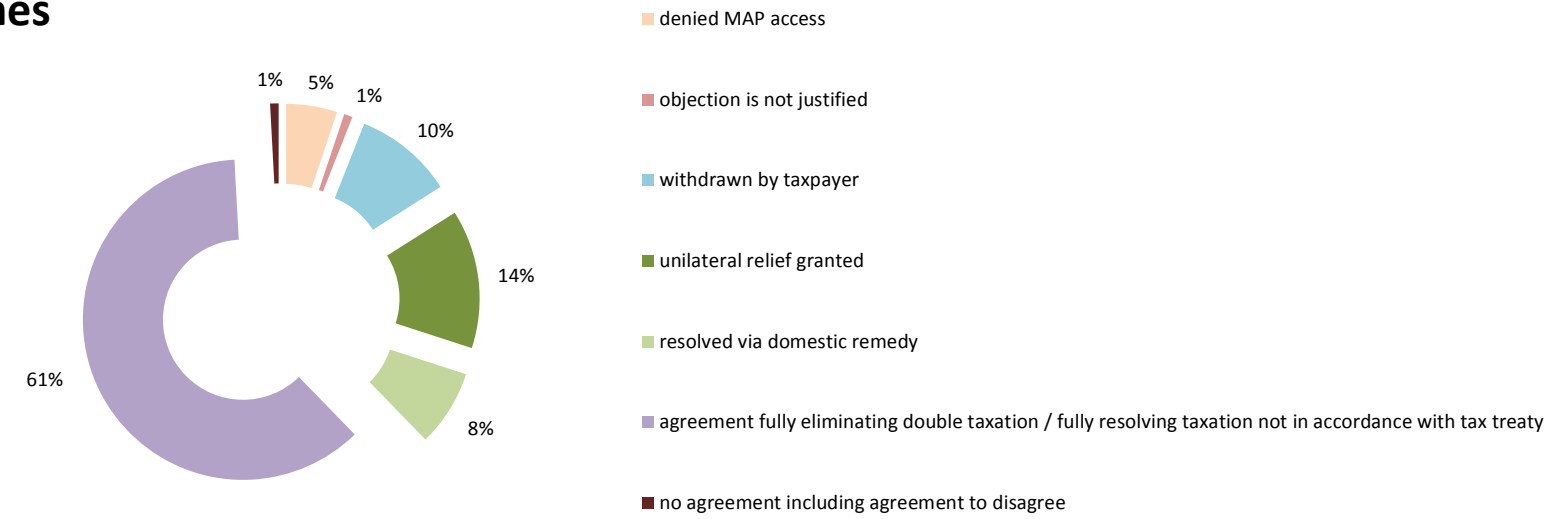 1%
5%
1%
10%
14%
8%
61%
denied MAP access
objection is not justified
withdrawn by taxpayer
unilateral relief granted
resolved via domestic remedy
agreement fully eliminating double taxation / fully resolving taxation not in accordance with tax treaty
no agreement including agreement to disagree